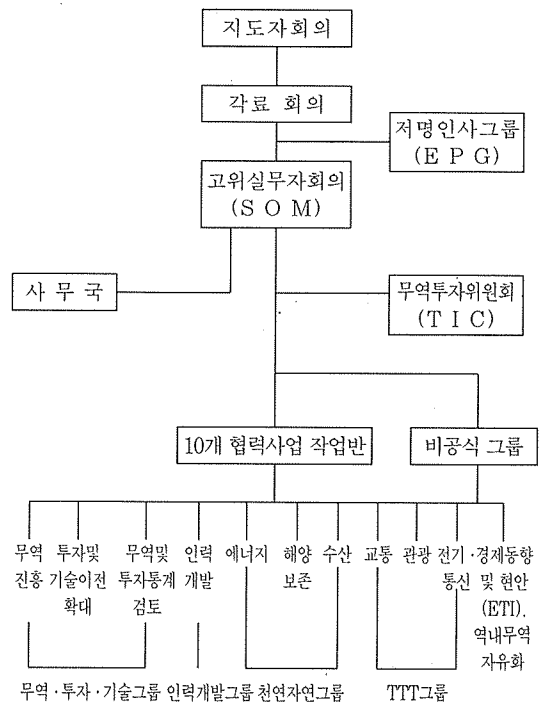 지도자회의
각료 회의
저명인사그룹
(E P G)
고위실무자회의
(S O M)
사 무 국
무역투자위원회
(T I C)
10개 협력사업 작업반
비공식 그룹
무역
진흥
투자및
기술이전
확대
무역및
투자통계
검토
인력
개발
에너지
해양
보존
수산
교통
관광
전기
통신
·경제동향
및 현안
(ETI),
역내무역
자유화
무역·투자·기술그룹
인력개발그룹
천연자연그룹
TTT그룹